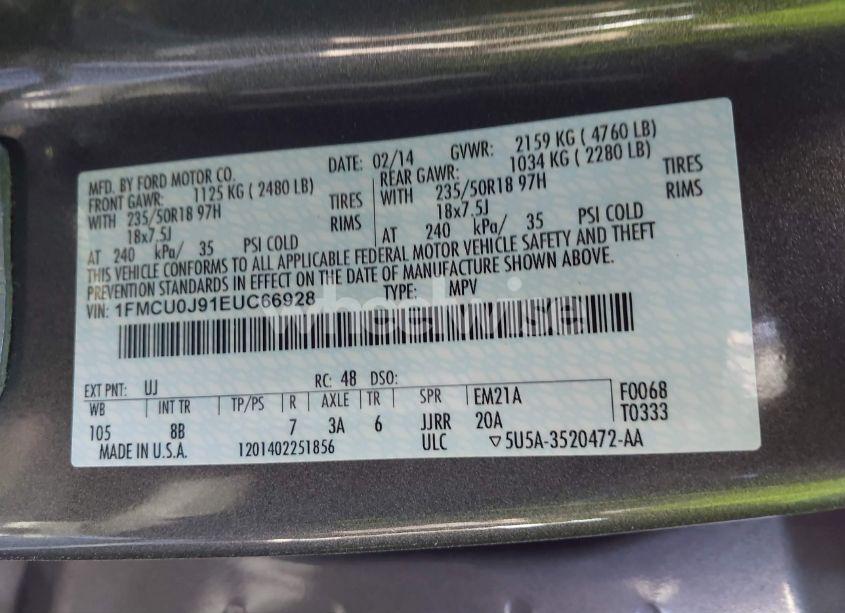 MFD. BY FORD MOTOR CO. DATE: 02/14 GVWR: 2159 KG ( 4760 LB)
FRONT GAWR: 1125 KG ( 2480 LB) REAR GAWR: 1034 KG ( 2280 LB)
WITH 235/50R18 97H TIRES WITH 235/50R18 97H TIRES
18x7.5J RIMS 18x7.5J RIMS
AT 240 kPa/ 35 PSI COLD AT 240 kPa/ 35 PSI COLD
THIS VEHICLE CONFORMS TO ALL APPLICABLE FEDERAL MOTOR VEHICLE SAFETY AND THEFT
PREVENTION STANDARDS IN EFFECT ON THE DATE OF MANUFACTURE SHOWN ABOVE.
VIN: 1FMCU0J91EUC66928 TYPE: MPV
wheelwise
EXT PNT: UJ RC: 48 DSO:
WB INT TR TP/PS R AXLE TR SPR EM21A F0068
105 8B 7 3A 6 JJRR 20A T0333
MADE IN U.S.A. 1201402251856 ULC ▽5U5A-3520472-AA